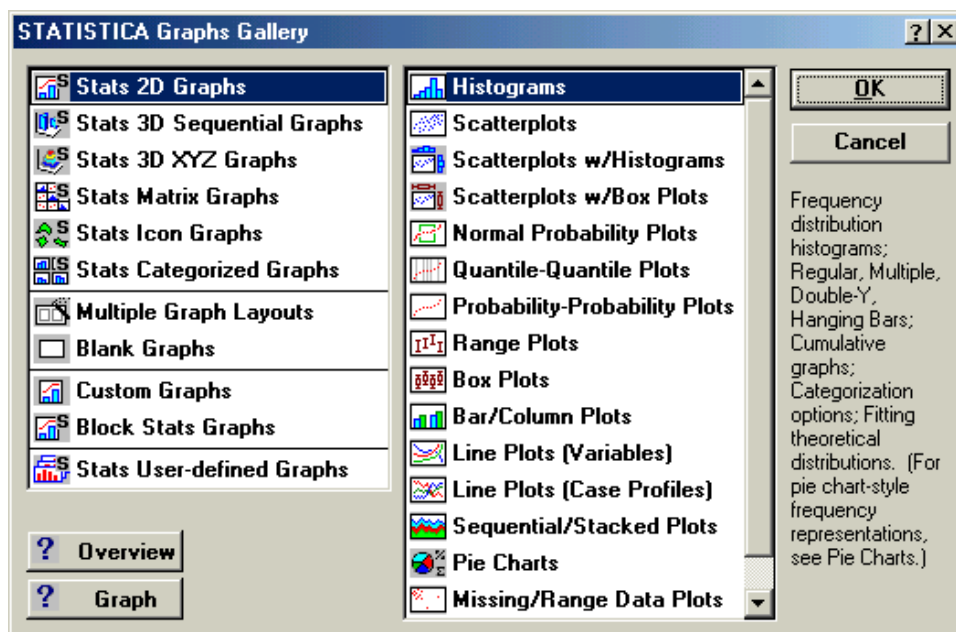 STATISTICA Graphs Gallery
Stats 2D Graphs
Stats 3D Sequential Graphs
Stats 3D XYZ Graphs
Stats Matrix Graphs
Stats Icon Graphs
Stats Categorized Graphs
Multiple Graph Layouts
Blank Graphs
Custom Graphs
Block Stats Graphs
Stats User-defined Graphs
? Overview
? Graph
Histograms
Scatterplots
Scatterplots w/Histograms
Scatterplots w/Box Plots
Normal Probability Plots
Quantile-Quantile Plots
Probability-Probability Plots
Range Plots
Box Plots
Bar/Column Plots
Line Plots (Variables)
Line Plots (Case Profiles)
Sequential/Stacked Plots
Pie Charts
Missing/Range Data Plots
OK
Cancel
Frequency
distribution
histograms;
Regular, Multiple,
Double-Y,
Hanging Bars;
Cumulative
graphs;
Categorization
options; Fitting
theoretical
distributions. (For
pie chart-style
frequency
representations,
see Pie Charts.)